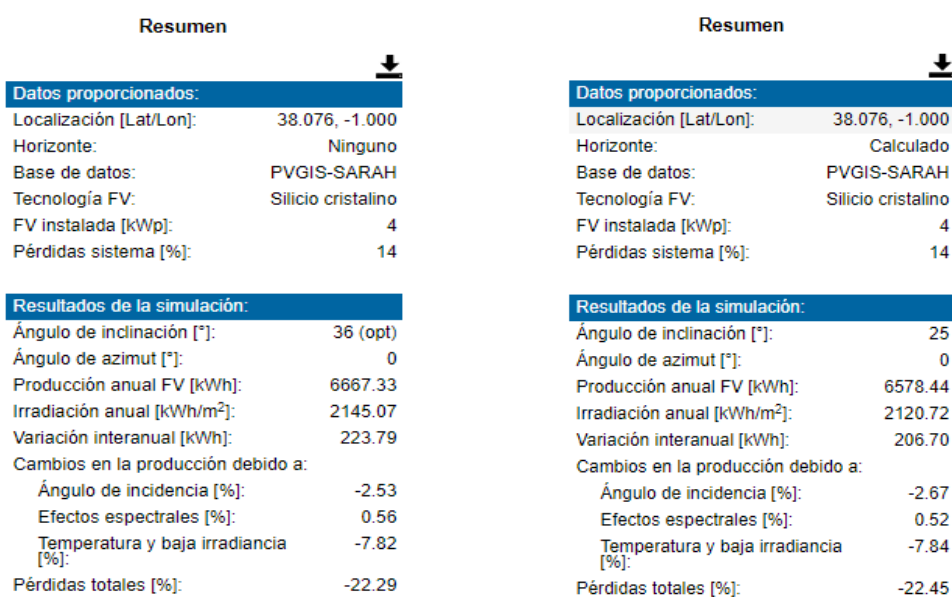 Resumen
Datos proporcionados:
Localización [Lat/Lon]: 38.076, -1.000
Horizonte: Ninguno
Base de datos: PVGIS-SARAH
Tecnología FV: Silicio cristalino
FV instalada [kWp]: 4
Pérdidas sistema [%]: 14
Resultados de la simulación:
Ángulo de inclinación [°]: 36 (opt)
Ángulo de azimut [°]: 0
Producción anual FV [kWh]: 6667.33
Irradiación anual [kWh/m²]: 2145.07
Variación interanual [kWh]: 223.79
Cambios en la producción debido a:
Ángulo de incidencia [%]: -2.53
Efectos espectrales [%]: 0.56
Temperatura y baja irradiancia -7.82
[%]:
Pérdidas totales [%]: -22.29
Resumen
Datos proporcionados:
Localización [Lat/Lon]: 38.076, -1.000
Horizonte: Calculado
Base de datos: PVGIS-SARAH
Tecnología FV: Silicio cristalino
FV instalada [kWp]: 4
Pérdidas sistema [%]: 14
Resultados de la simulación:
Ángulo de inclinación [°]: 25
Ángulo de azimut [°]: 0
Producción anual FV [kWh]: 6578.44
Irradiación anual [kWh/m²]: 2120.72
Variación interanual [kWh]: 206.70
Cambios en la producción debido a:
Ángulo de incidencia [%]: -2.67
Efectos espectrales [%]: 0.52
Temperatura y baja irradiancia -7.84
[%]:
Pérdidas totales [%]: -22.45